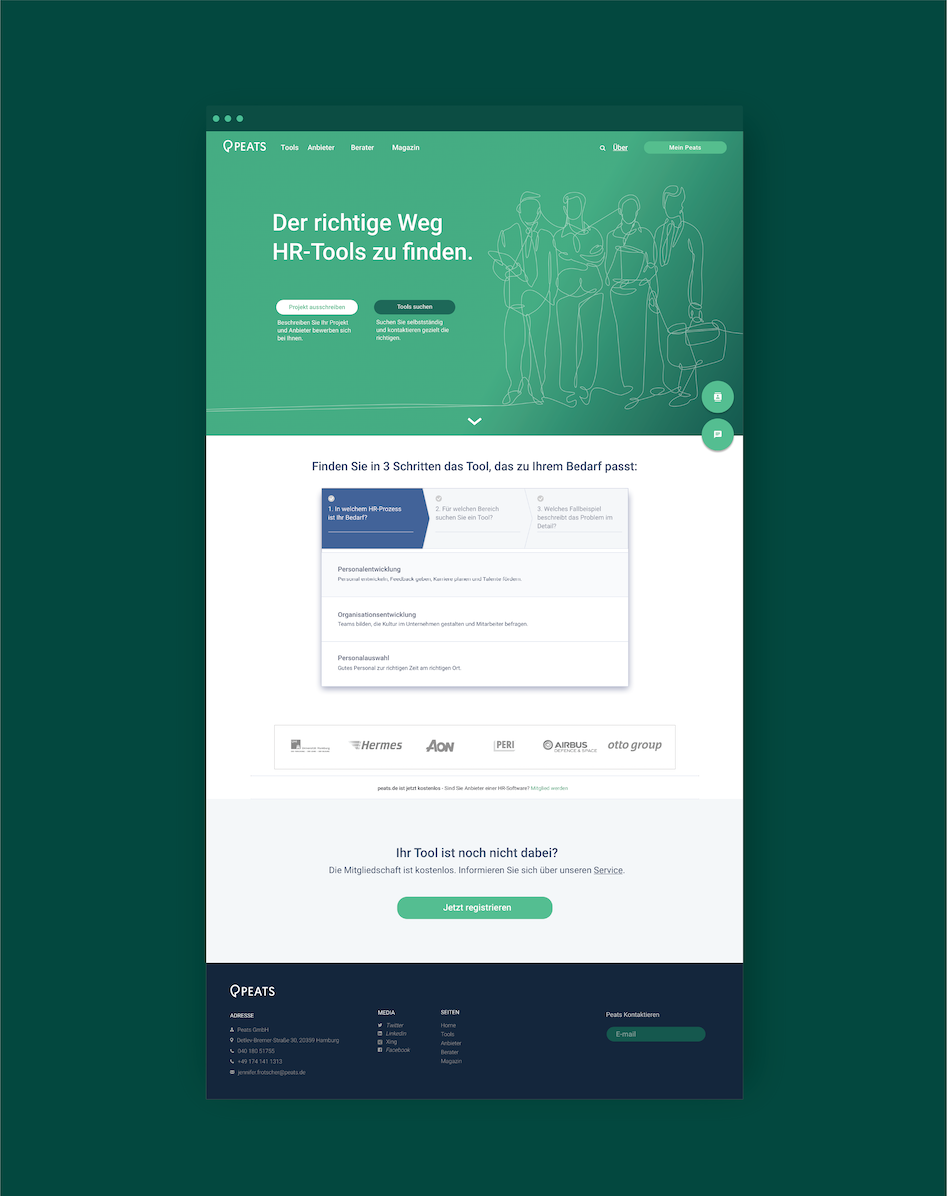 PEATS
Tools Anbieter Berater Magazin
Über
Mein Peats
Der richtige Weg
HR-Tools zu finden.
Projekt ausschreiben
Beschreiben Sie Ihr Projekt
und Anbieter bewerben sich
bei Ihnen.
Tools suchen
Suchen Sie selbstständig
und kontaktieren gezielt die
richtigen.
Finden Sie in 3 Schritten das Tool, das zu Ihrem Bedarf passt:
1. In welchem HR-Prozess
ist Ihr Bedarf?
2. Für welchen Bereich
suchen Sie ein Tool?
3. Welches Fallbeispiel
beschreibt das Problem im
Detail?
Personalentwicklung
Personal entwickeln, Feedback geben, Karriere planen und Talente fördern.
Organisationsentwicklung
Teams bilden, die Kultur im Unternehmen gestalten und Mitarbeiter befragen.
Personalauswahl
Gutes Personal zur richtigen Zeit am richtigen Ort.
Hermes
AON
PERI
AIRBUS
DEFENCE & SPACE
otto group
peats.de ist jetzt kostenlos - Sind Sie Anbieter einer HR-Software? Mitglied werden
Ihr Tool ist noch nicht dabei?
Die Mitgliedschaft ist kostenlos. Informieren Sie sich über unseren Service.
Jetzt registrieren
PEATS
ADRESSE
Peats GmbH
Detlev-Bremer-Straße 30, 20359 Hamburg
040 180 51755
+49 174 141 1313
jennifer.frotscher@peats.de
MEDIA
Twitter
LinkedIn
Xing
Facebook
SEITEN
Home
Tools
Anbieter
Berater
Magazin
Peats Kontaktieren
E-mail